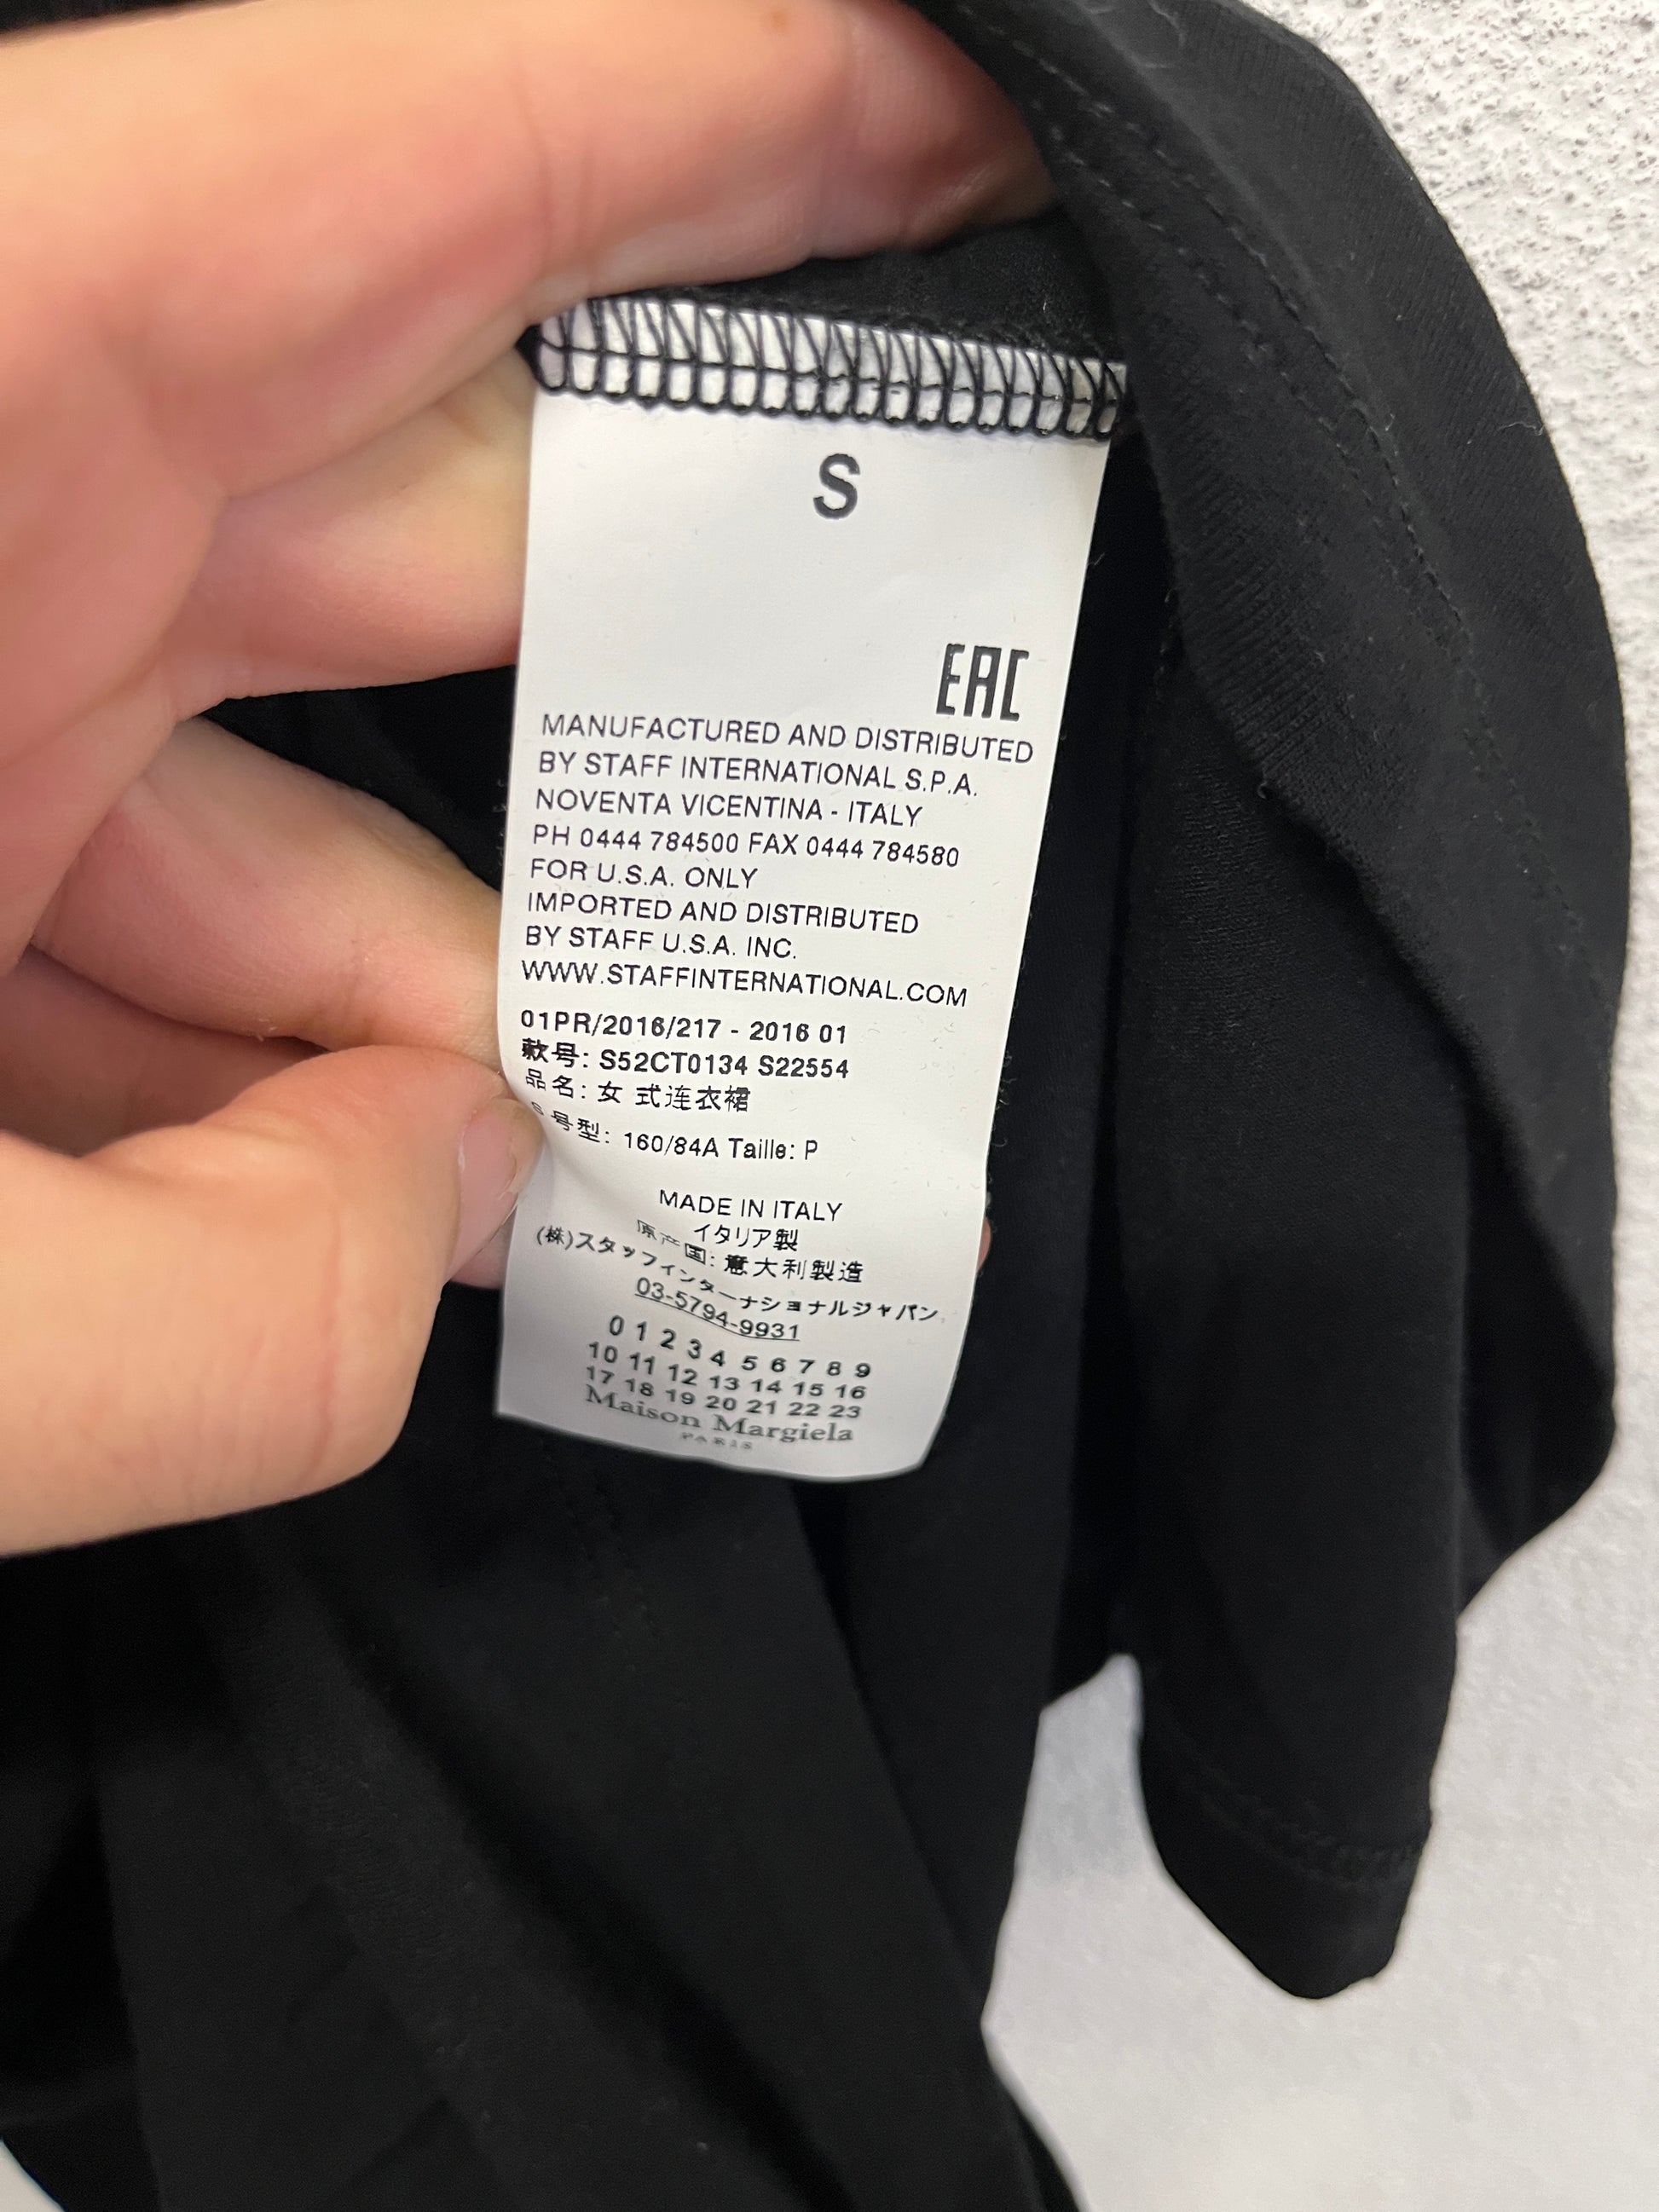 S
EAC
MANUFACTURED AND DISTRIBUTED
BY STAFF INTERNATIONAL S.P.A.
NOVENTA VICENTINA - ITALY
PH 0444 784500 FAX 0444 784580
FOR U.S.A. ONLY
IMPORTED AND DISTRIBUTED
BY STAFF U.S.A. INC.
WWW.STAFFINTERNATIONAL.COM
01PR/2016/217 - 2016 01
款号: S52CT0134 S22554
品名: 女 式连衣裙
S 号型: 160/84A Taille: P
MADE IN ITALY
イタリア製
原产国: 意大利製造
(株)スタッフインターナショナルジャパン
03-5794-9931
0 1 2 3 4 5 6 7 8 9
10 11 12 13 14 15 16
17 18 19 20 21 22 23
Maison Margiela
PARIS